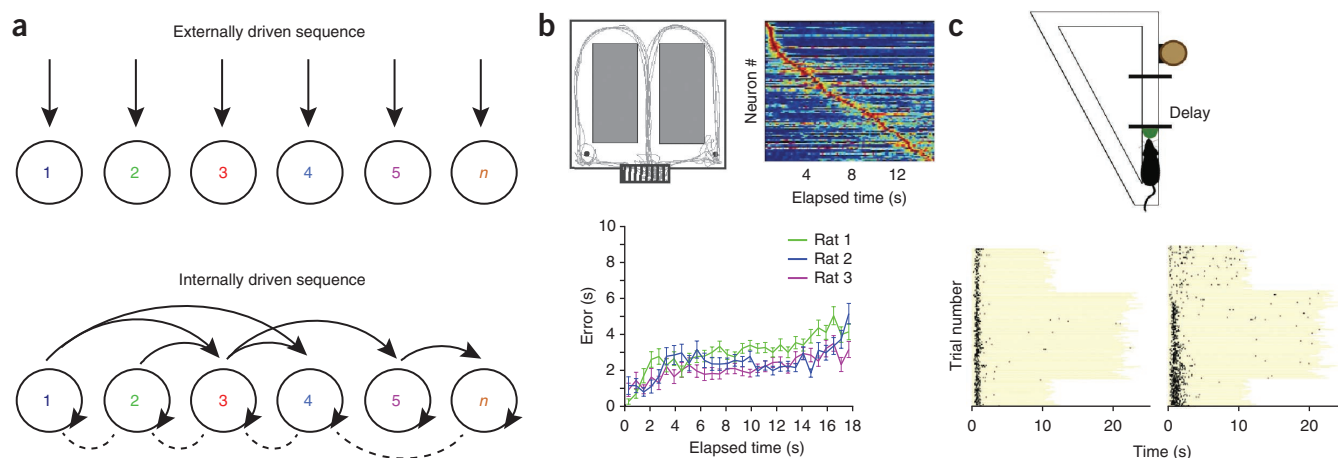 a
Externally driven sequence
1 2 3 4 5 n
Internally driven sequence
1 2 3 4 5 n
b
Neuron #
4 8 12
Elapsed time (s)
Error (s)
10
8
6
4
2
0
Rat 1
Rat 2
Rat 3
0 2 4 6 8 10 12 14 16 18
Elapsed time (s)
c
Delay
Trial number
0 10 20
0 10 20
Time (s)